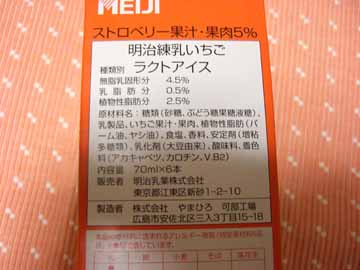 MEIJI
ストロベリー果汁・果肉5%
明治練乳いちご
種類別 ラクトアイス
無脂乳固形分 4.5%
乳脂肪分 0.5%
植物性脂肪分 2.5%
原材料名：糖類(砂糖、ぶどう糖果糖液糖)、
乳製品、いちご果汁・果肉、植物性脂肪(パ
ーム油、ヤシ油)、食塩、香料、安定剤(増粘
多糖類)、乳化剤(大豆由来)、酸味料、着色
料(アカキャベツ、カロチン、V.B2)
内容量 70ml×6本
販売者 明治乳業株式会社
東京都江東区新砂1-2-10
製造者：株式会社 やまひろ 可部工場
広島市安佐北区三入3丁目15-18